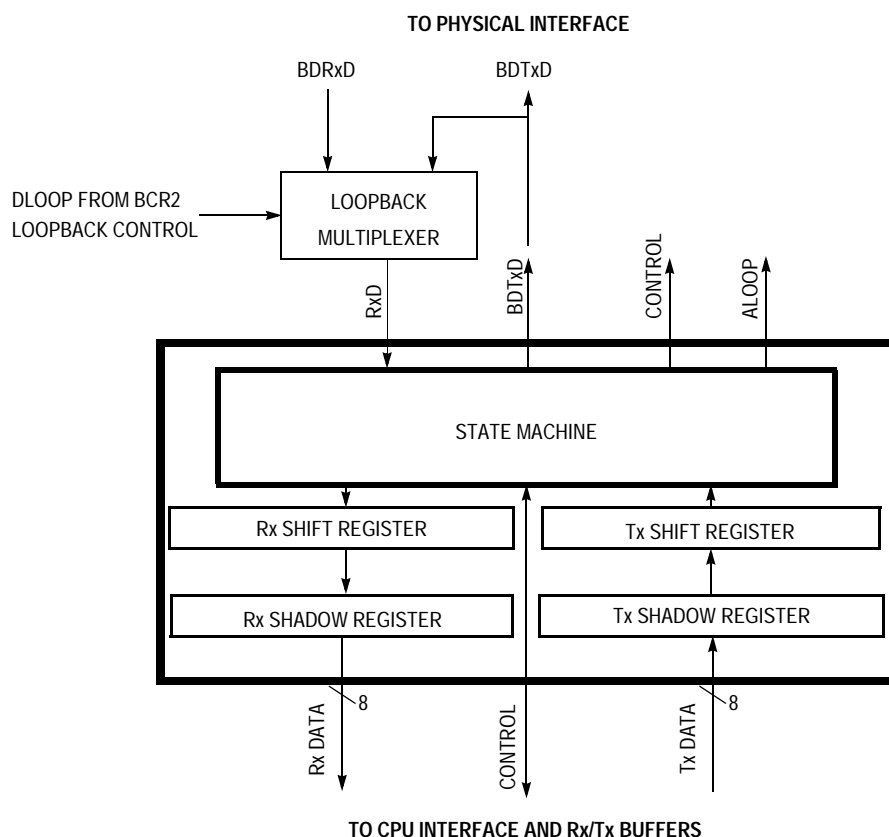 TO PHYSICAL INTERFACE
BDRxD
BDTxD
DLOOP FROM BCR2
LOOPBACK CONTROL
LOOPBACK
MULTIPLEXER
RxD
BDTxD
CONTROL
ALOOP
STATE MACHINE
Rx SHIFT REGISTER
Tx SHIFT REGISTER
Rx SHADOW REGISTER
Tx SHADOW REGISTER
8
8
Rx DATA
CONTROL
Tx DATA
TO CPU INTERFACE AND Rx/Tx BUFFERS